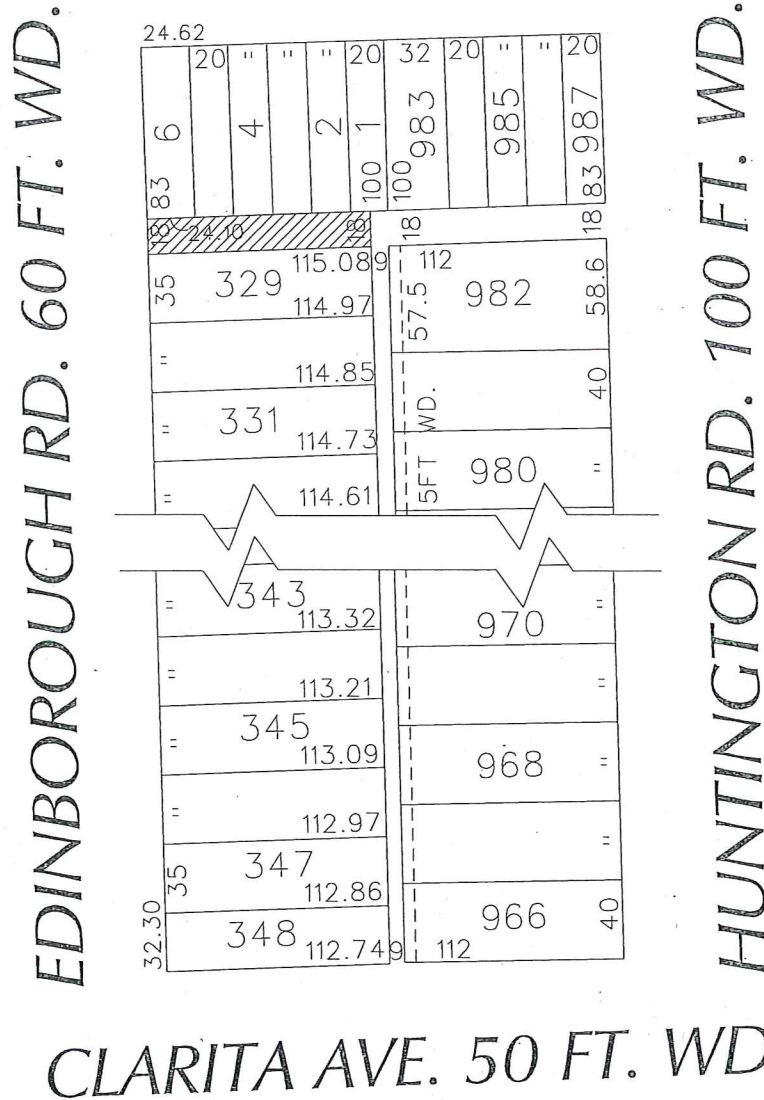 EDINBOROUGH RD. 60 FT. WD.
24.62
20 " " " 20 32 20 " " 20
6 4 2 1 983 985 987
83 100 100 83
18 24.10 18 18 18
115.089 112
35 329 57.5 982 58.6
114.97
" 114.85 40
" 331 5FT WD.
114.73 980 "
" 114.61
343
113.32 970 "
" 113.21 "
" 345
113.09 968 "
" 112.97 "
35 347
112.86
32.30 348 966 40
112.749 112
HUNTINGTON RD. 100 FT. WD.
CLARITA AVE. 50 FT. WD